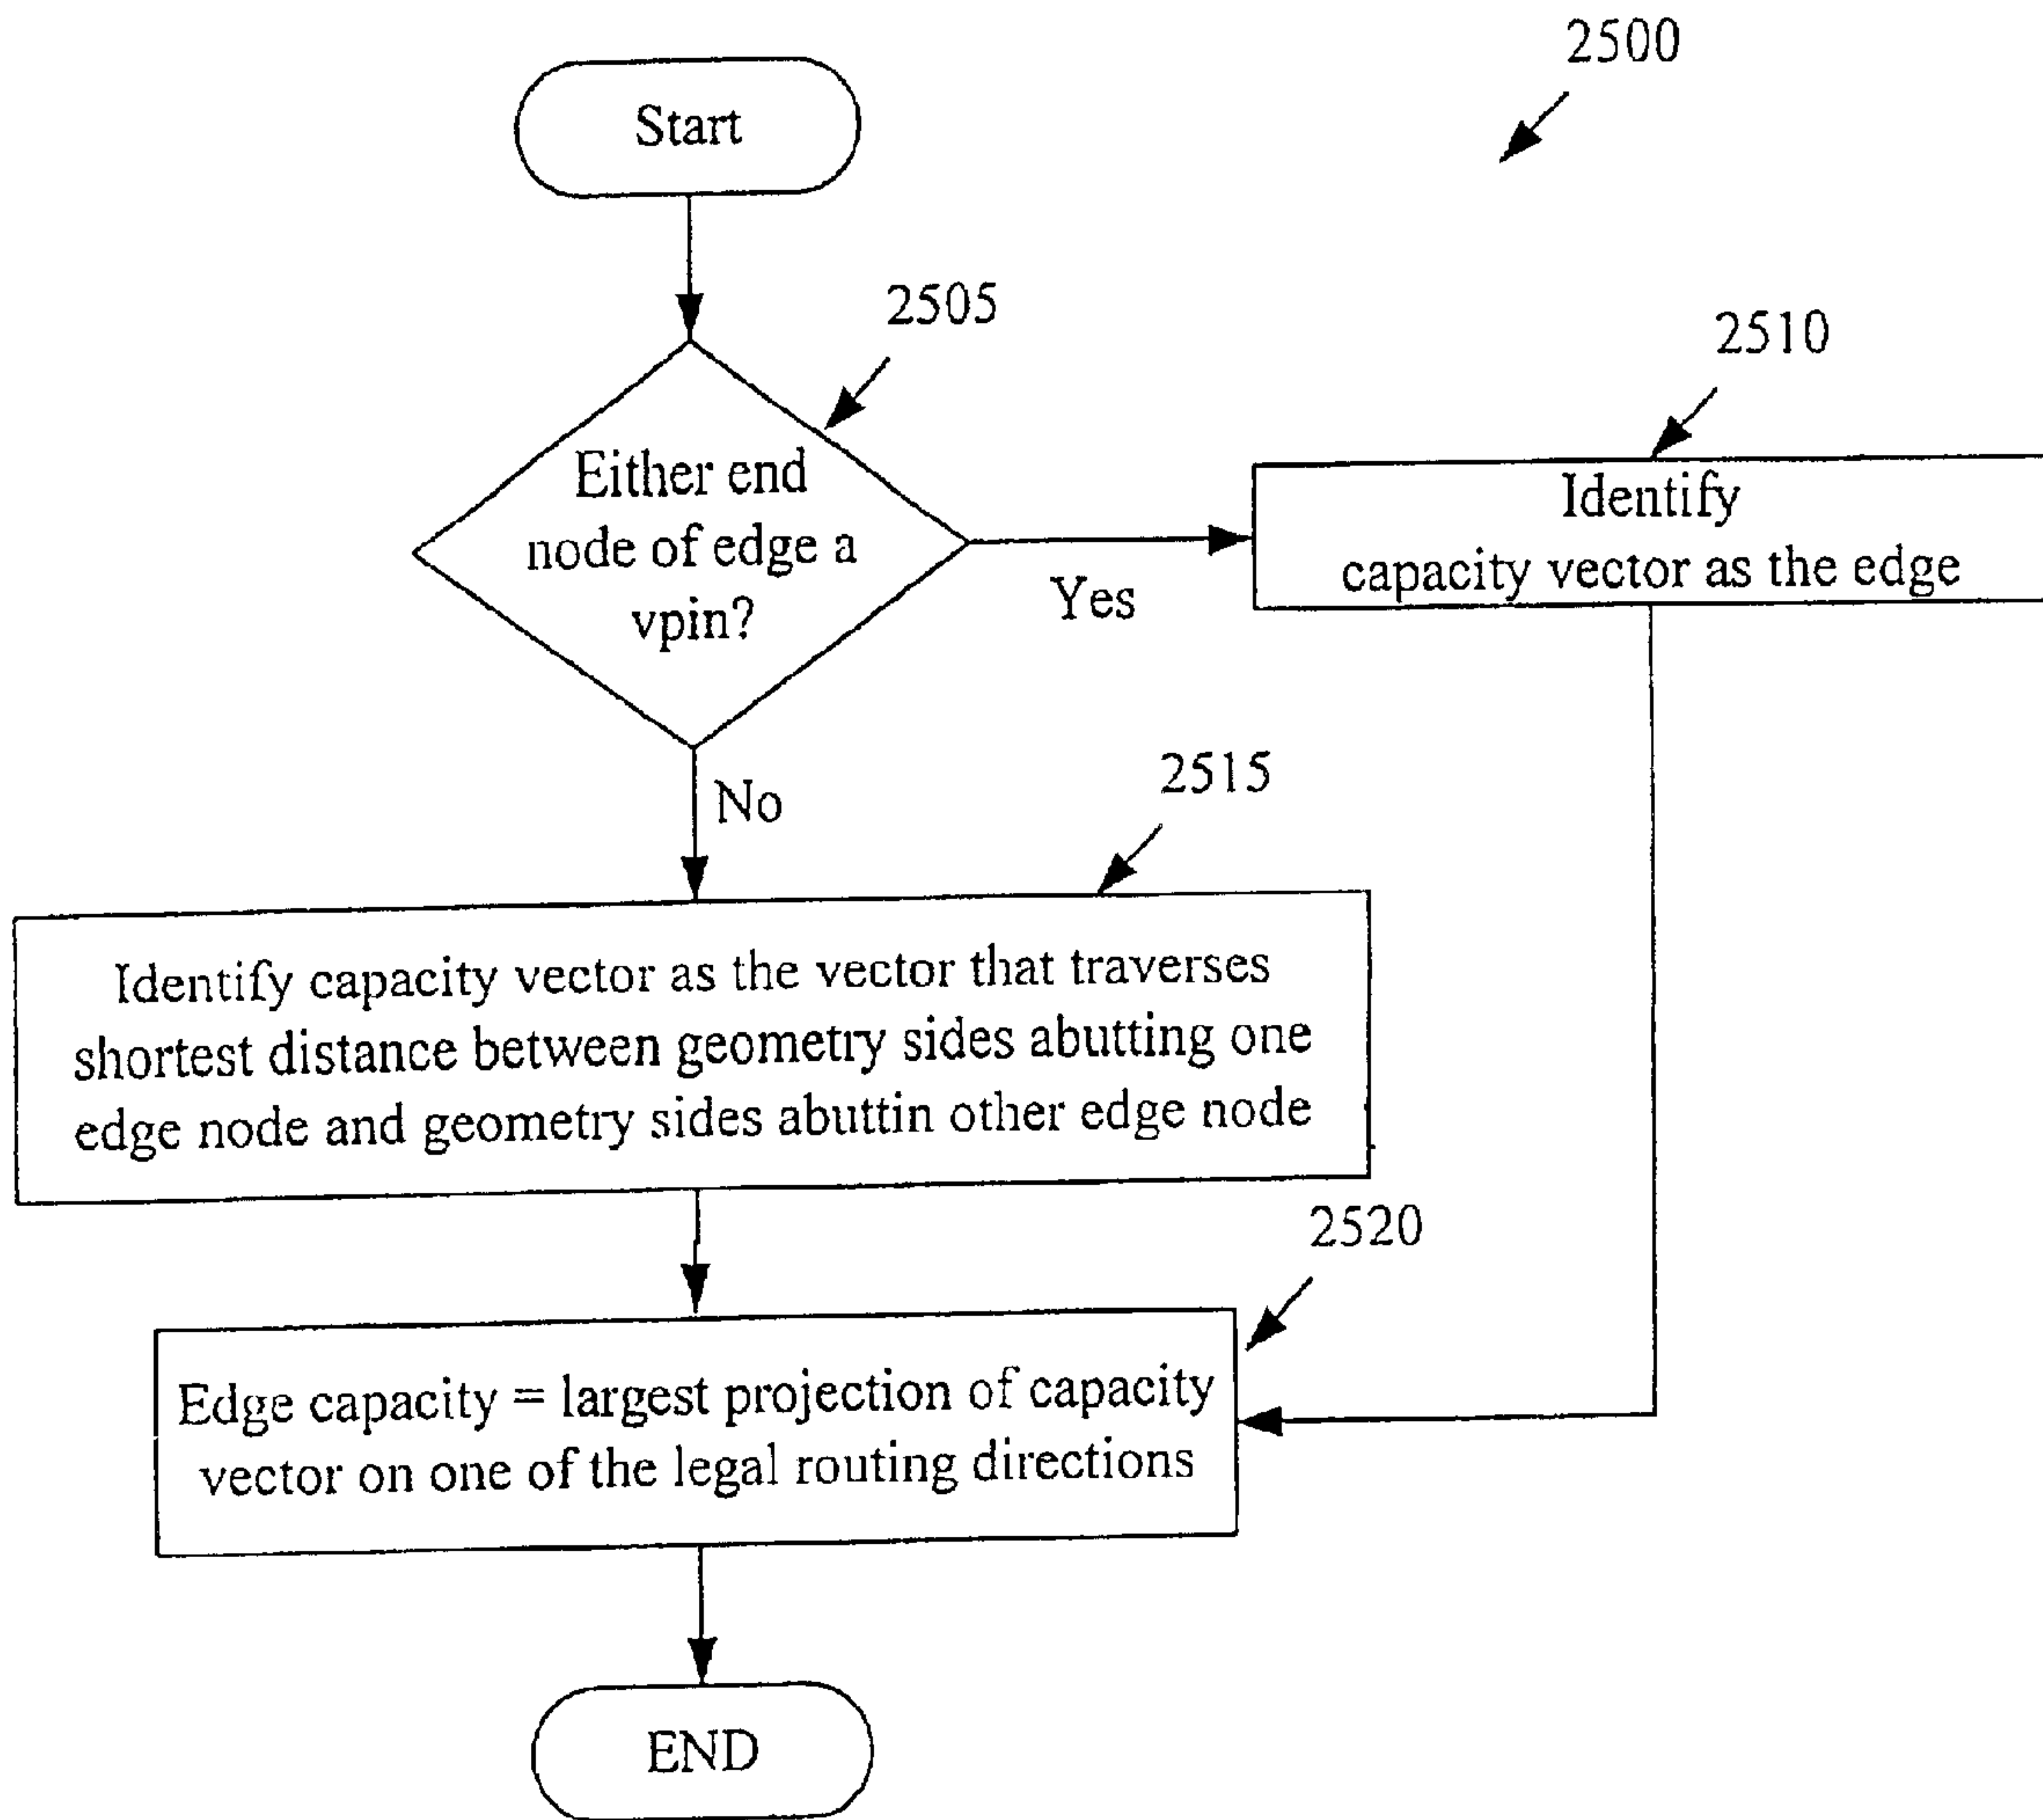 2500
Start
2505
2510
Either end
node of edge a
vpin?
Yes
Identify
capacity vector as the edge
No
2515
Identify capacity vector as the vector that traverses
shortest distance between geometry sides abutting one
edge node and geometry sides abuttin other edge node
2520
Edge capacity = largest projection of capacity
vector on one of the legal routing directions
END